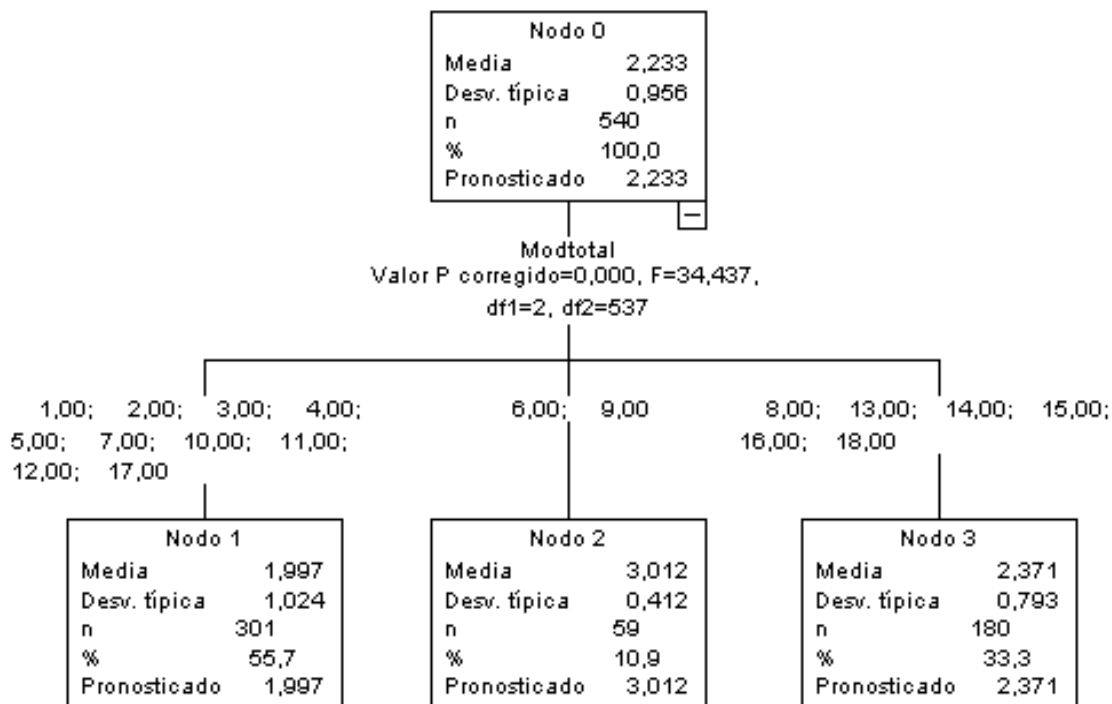 Nodo 0
Media 2,233
Desv. típica 0,956
n 540
% 100,0
Pronosticado 2,233
Modtotal
Valor P corregido=0,000, F=34,437,
df1=2, df2=537
1,00; 2,00; 3,00; 4,00;
5,00; 7,00; 10,00; 11,00;
12,00; 17,00
6,00; 9,00
8,00; 13,00; 14,00; 15,00;
16,00; 18,00
Nodo 1
Media 1,997
Desv. típica 1,024
n 301
% 55,7
Pronosticado 1,997
Nodo 2
Media 3,012
Desv. típica 0,412
n 59
% 10,9
Pronosticado 3,012
Nodo 3
Media 2,371
Desv. típica 0,793
n 180
% 33,3
Pronosticado 2,371